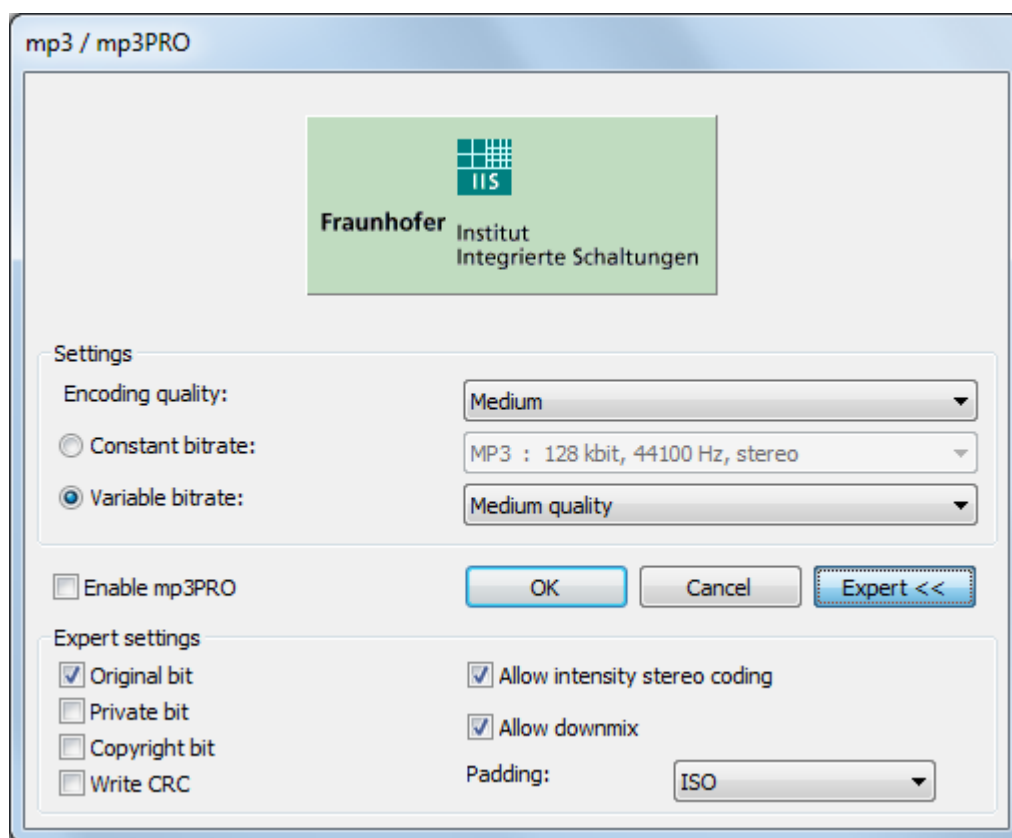 mp3 / mp3PRO
IIS
Fraunhofer Institut
Integrierte Schaltungen
Settings
Encoding quality: Medium
Constant bitrate: MP3 : 128 kbit, 44100 Hz, stereo
Variable bitrate: Medium quality
Enable mp3PRO OK Cancel Expert <<
Expert settings
Original bit Allow intensity stereo coding
Private bit Allow downmix
Copyright bit
Write CRC Padding: ISO